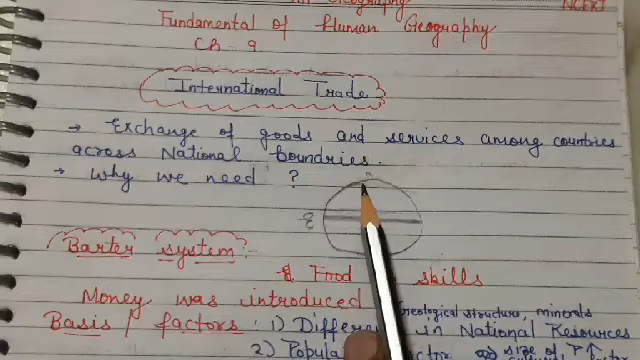 Geography NCERT
Fundamental of Human Geography
Ch - 9
International Trade
→ Exchange of goods and services among countries
across National boundries.
→ Why we need ?
Barter system :-
Food skills
Money was introduced
Geological structure, minerals
Basis / factors : 1) Differ in National Resources
2) Popula size of P↑